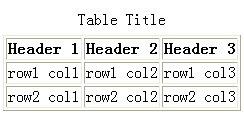 Table Title
Header 1 Header 2 Header 3
row1 col1 row1 col2 row1 col3
row2 col1 row2 col2 row2 col3